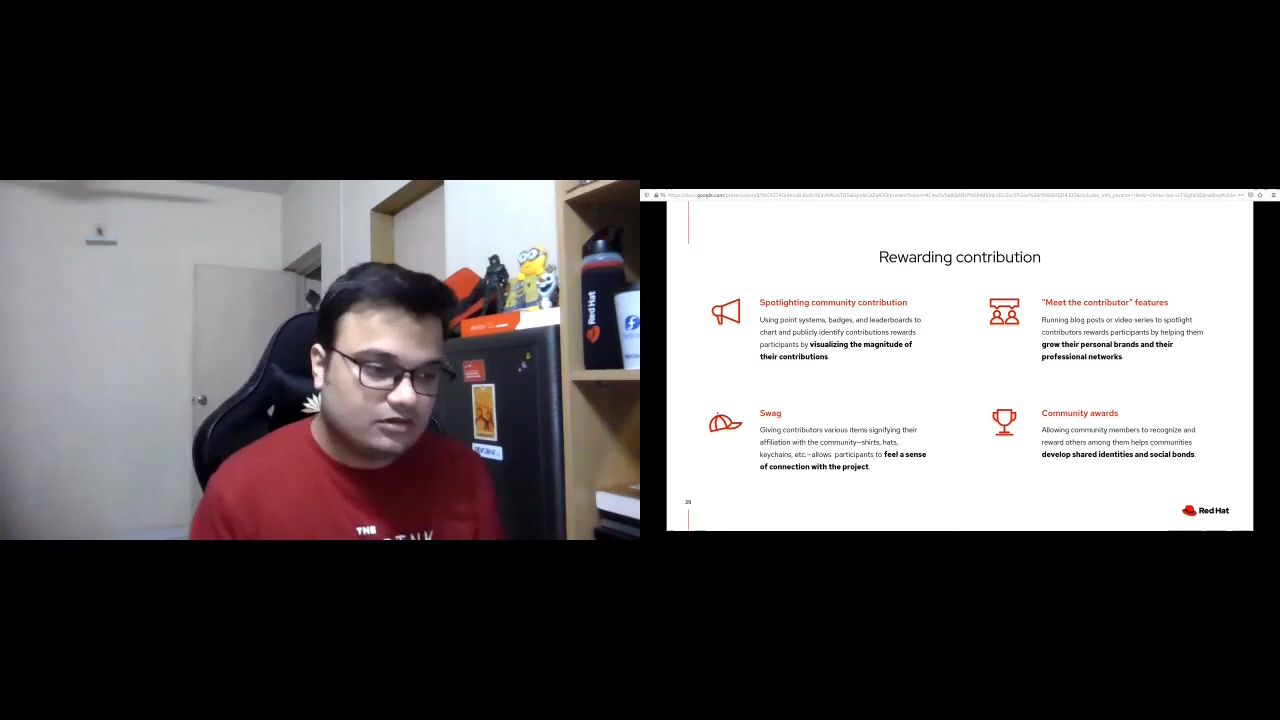 Red Hat
THE
Rewarding contribution
Spotlighting community contribution
Using point systems, badges, and leaderboards to
chart and publicly identify contributions rewards
participants by visualizing the magnitude of
their contributions.
"Meet the contributor" features
Running blog posts or video series to spotlight
contributors rewards participants by helping them
grow their personal brands and their
professional networks.
Swag
Giving contributors various items signifying their
affiliation with the community—shirts, hats,
keychains, etc.—allows participants to feel a sense
of connection with the project.
Community awards
Allowing community members to recognize and
reward others among them helps communities
develop shared identities and social bonds.
29
Red Hat